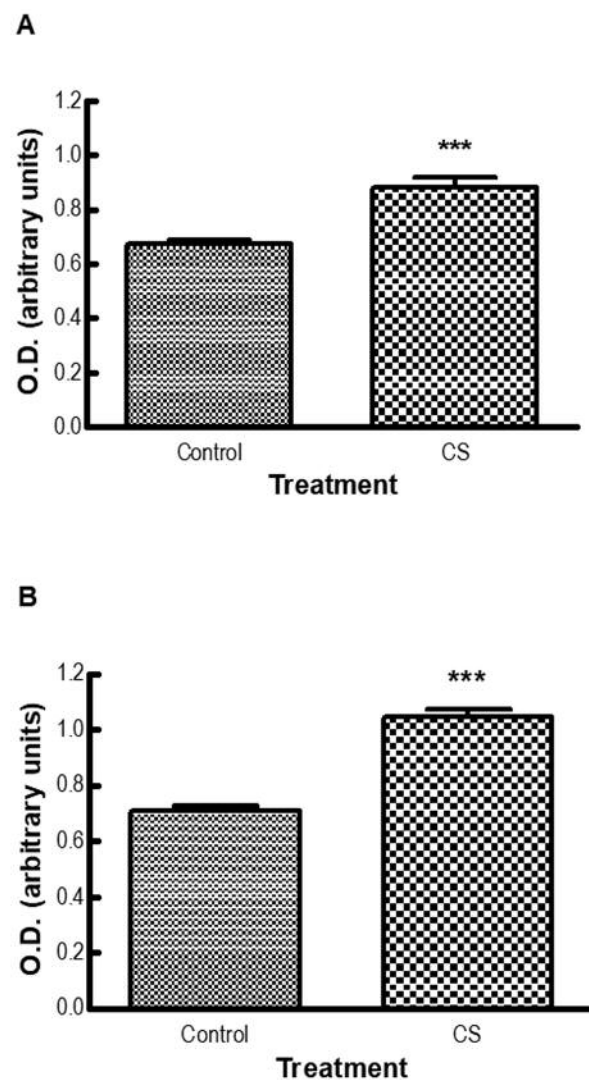 A
1.2
1.0
0.8
0.6
0.4
0.2
0.0
O.D. (arbitrary units)
***
Control CS
Treatment
B
1.2
1.0
0.8
0.6
0.4
0.2
0.0
O.D. (arbitrary units)
***
Control CS
Treatment